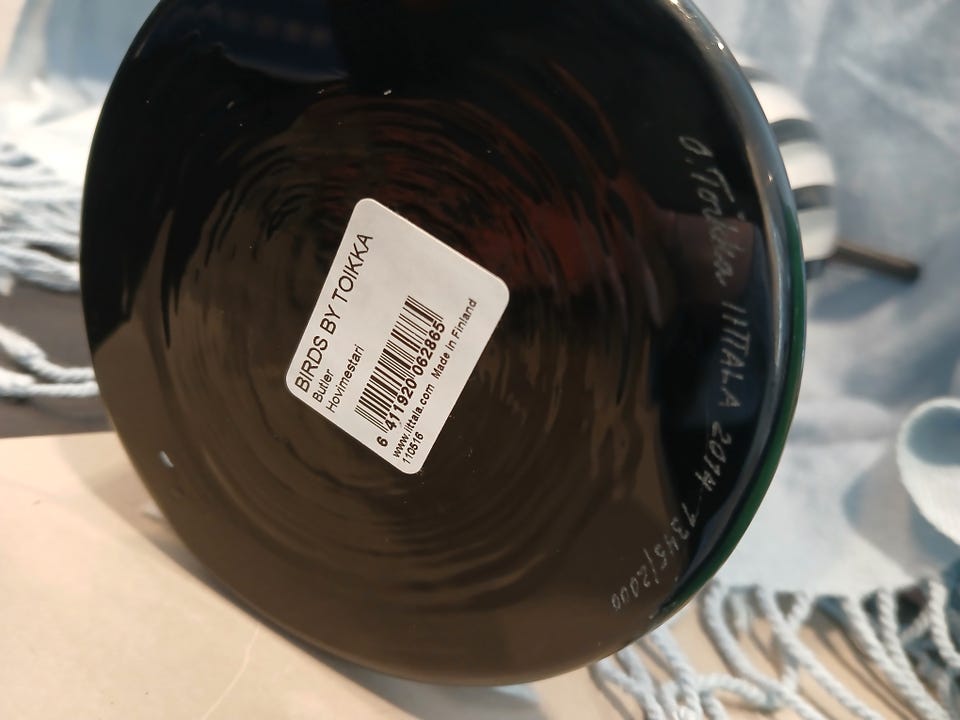 BIRDS BY TOIKKA
Butler
Hovimestari
6 411920 062865
www.iittala.com Made in Finland
110516
O. Toikka IITTALA 2014 1345/2000